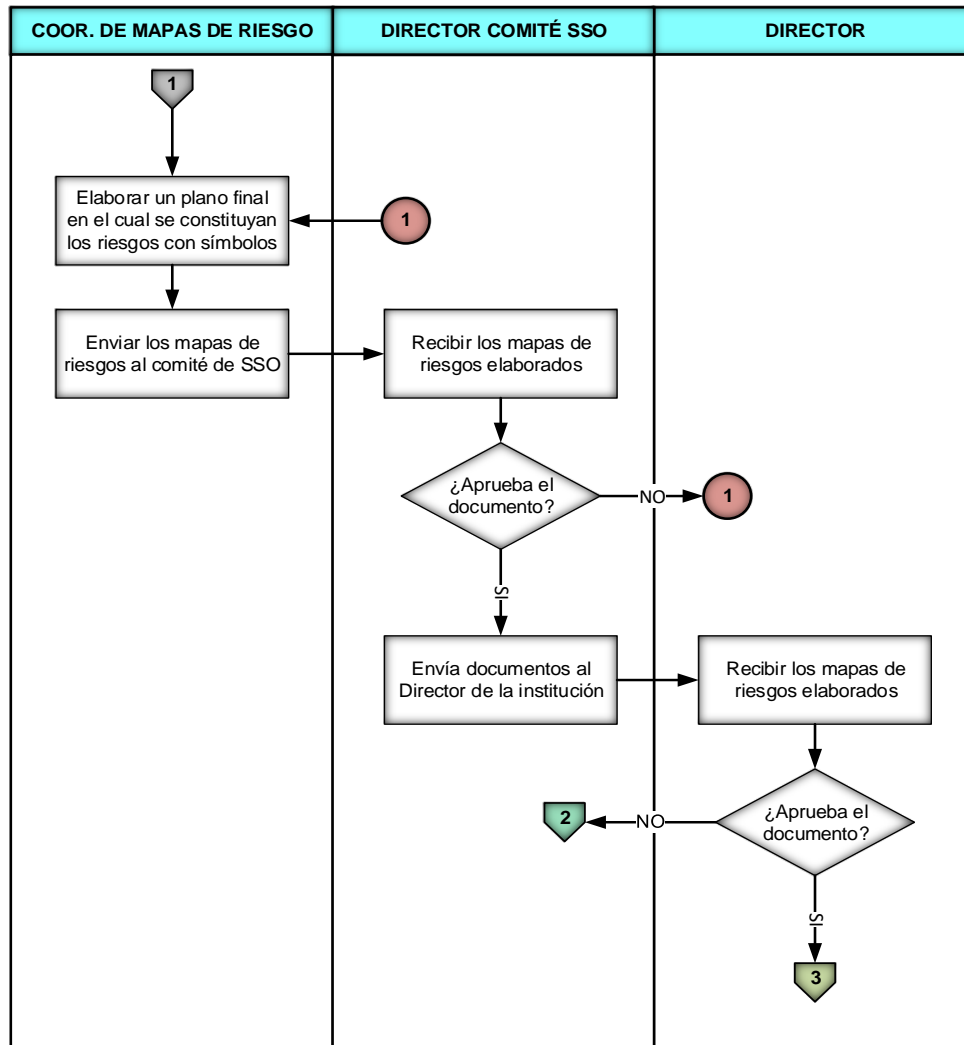 COOR. DE MAPAS DE RIESGO
DIRECTOR COMITÉ SSO
DIRECTOR
1
Elaborar un plano final
en el cual se constituyan
los riesgos con símbolos
1
Enviar los mapas de
riesgos al comité de SSO
Recibir los mapas de
riesgos elaborados
¿Aprueba el
documento?
NO
1
SI
Envía documentos al
Director de la institución
Recibir los mapas de
riesgos elaborados
¿Aprueba el
documento?
NO
2
SI
3